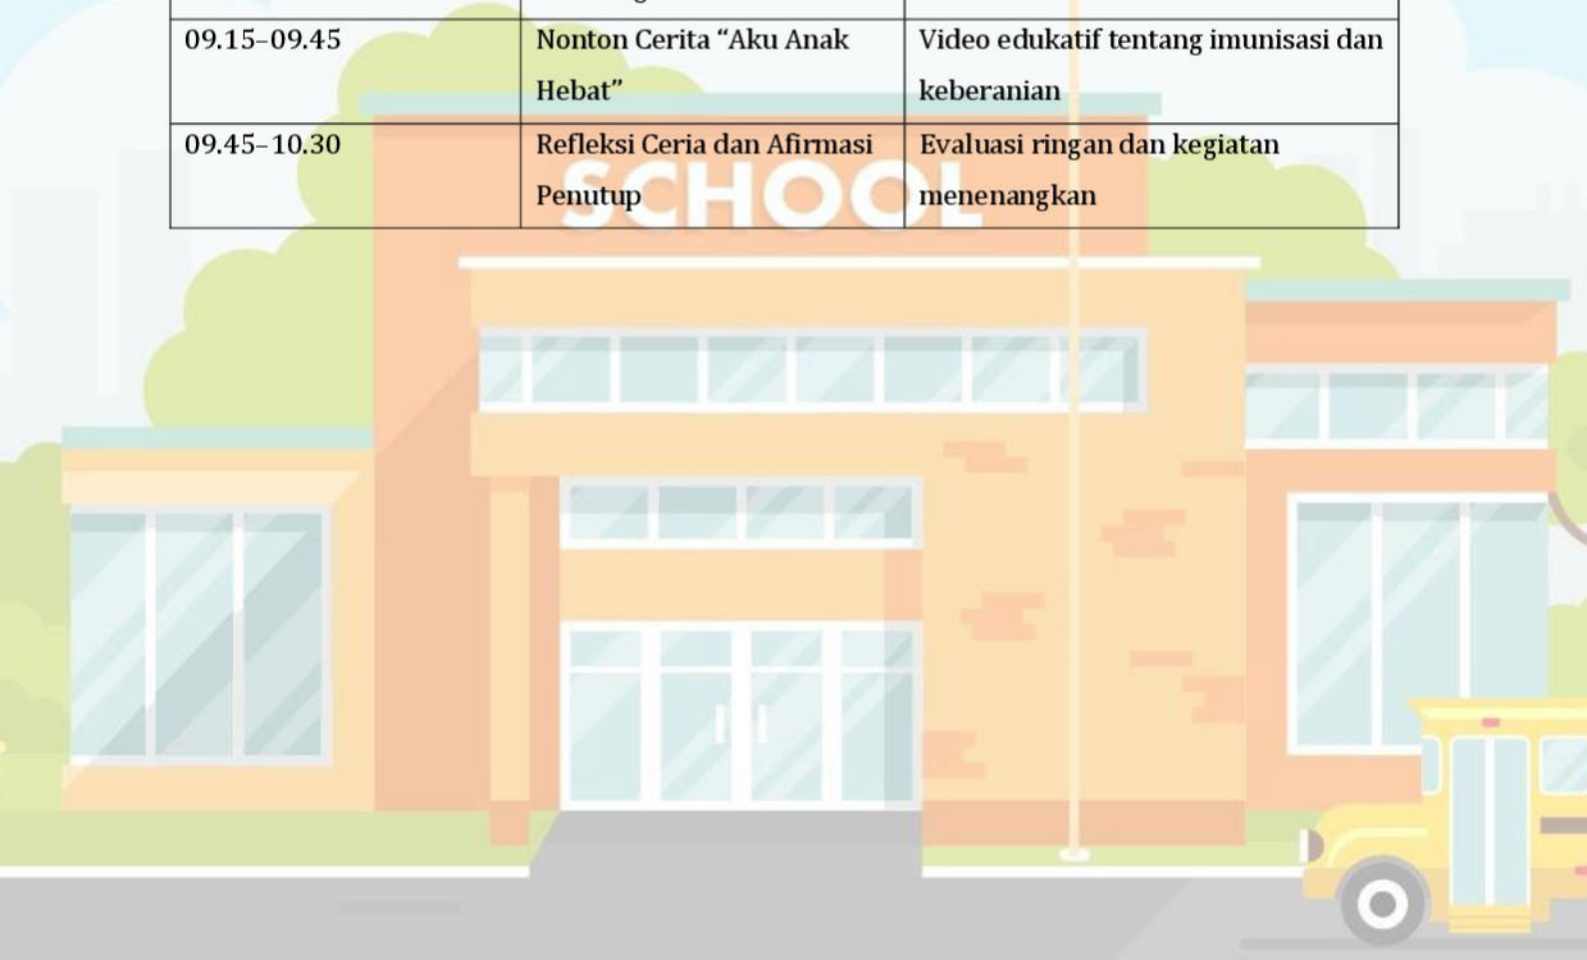 09.15–09.45
Nonton Cerita “Aku Anak
Hebat”
Video edukatif tentang imunisasi dan
keberanian
09.45–10.30
Refleksi Ceria dan Afirmasi
Penutup
Evaluasi ringan dan kegiatan
menenangkan
SCHOOL